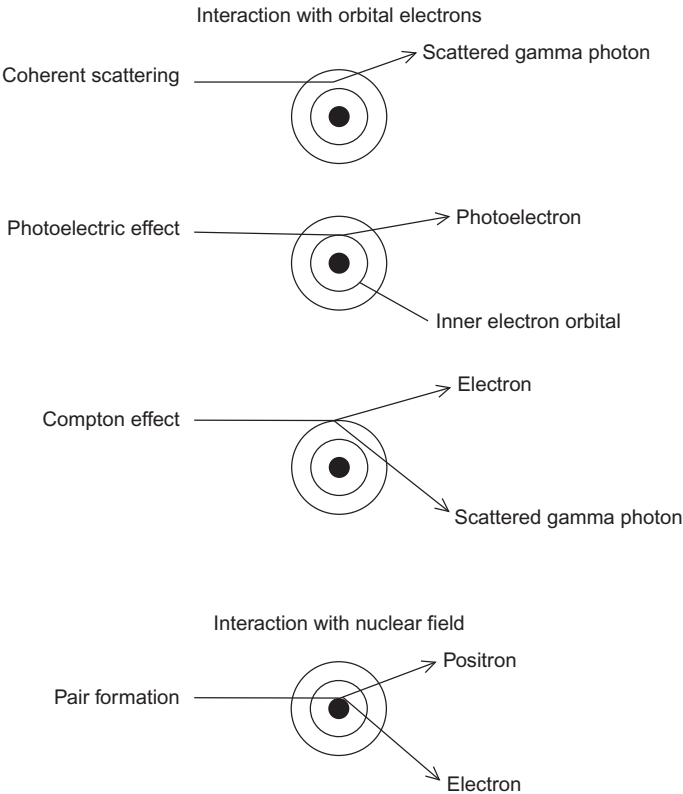 Interaction with orbital electrons
Scattered gamma photon
Coherent scattering
Photoelectron
Photoelectric effect
Inner electron orbital
Electron
Compton effect
Scattered gamma photon
Interaction with nuclear field
Positron
Pair formation
Electron